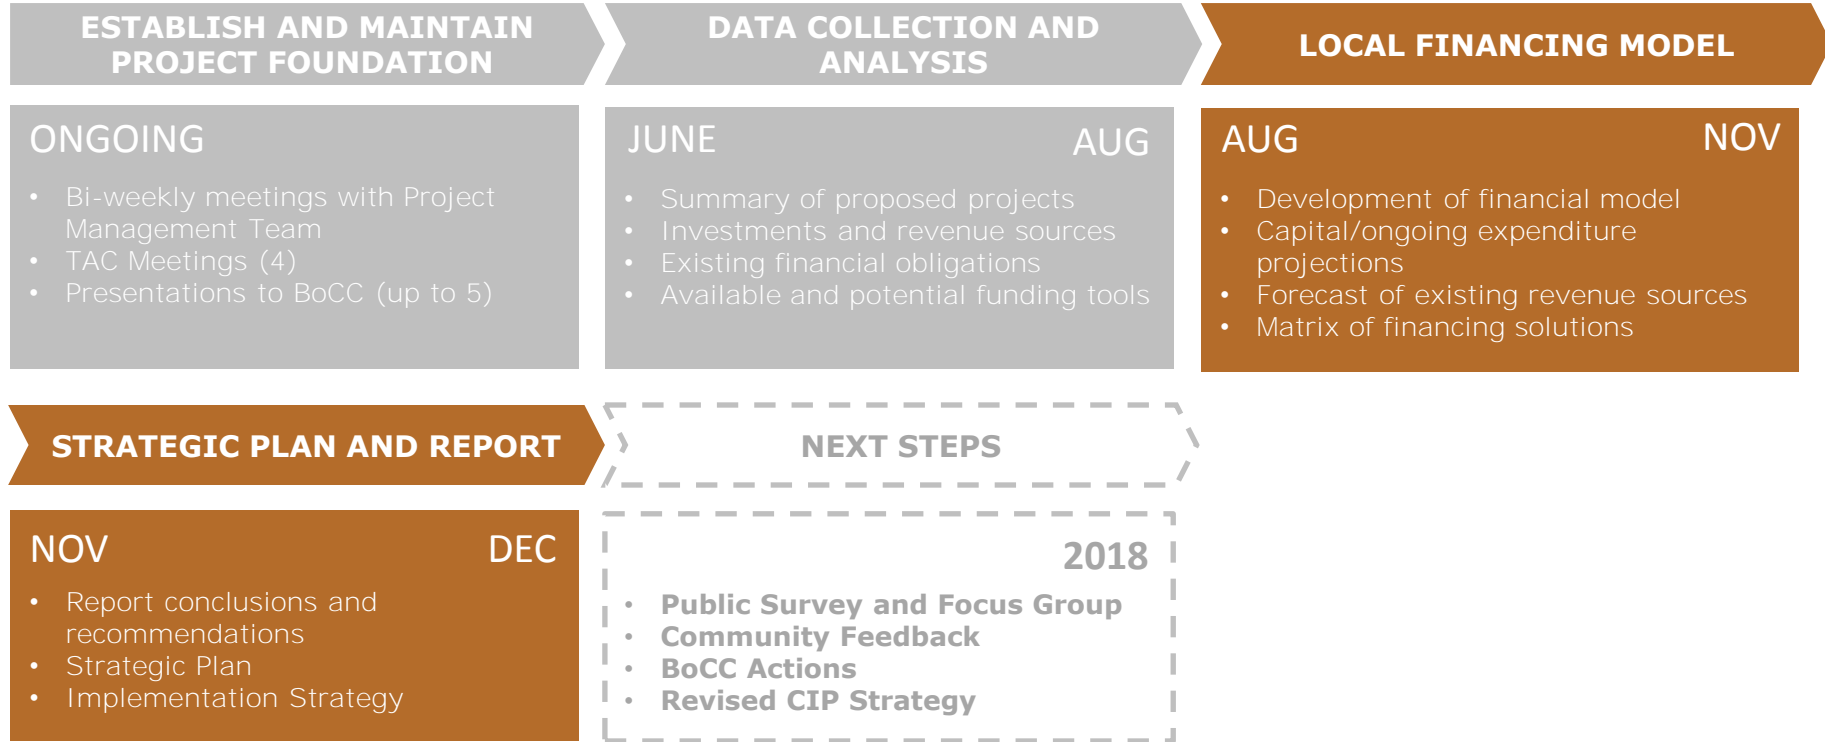 ESTABLISH AND MAINTAIN
PROJECT FOUNDATION
ONGOING
• Bi-weekly meetings with Project
Management Team
• TAC Meetings (4)
• Presentations to BoCC (up to 5)
DATA COLLECTION AND
ANALYSIS
JUNE AUG
• Summary of proposed projects
• Investments and revenue sources
• Existing financial obligations
• Available and potential funding tools
LOCAL FINANCING MODEL
AUG NOV
• Development of financial model
• Capital/ongoing expenditure
projections
• Forecast of existing revenue sources
• Matrix of financing solutions
STRATEGIC PLAN AND REPORT
NOV DEC
• Report conclusions and
recommendations
• Strategic Plan
• Implementation Strategy
NEXT STEPS
2018
• Public Survey and Focus Group
• Community Feedback
• BoCC Actions
• Revised CIP Strategy